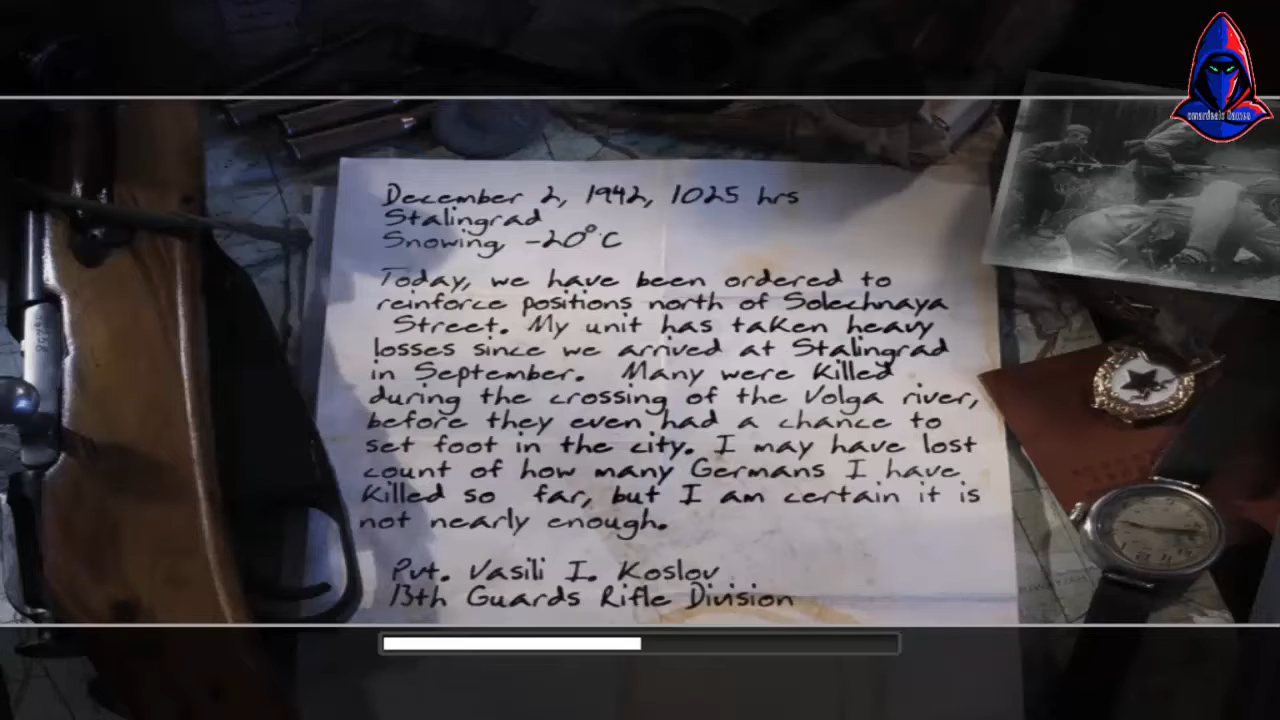 December 2, 1942, 1025 hrs
Stalingrad
Snowing, -20°C
Today, we have been ordered to
reinforce positions north of Solechnaya
Street. My unit has taken heavy
losses since we arrived at Stalingrad
in September. Many were killed
during the crossing of the Volga river,
before they even had a chance to
set foot in the city. I may have lost
count of how many Germans I have
killed so far, but I am certain it is
not nearly enough.
Pvt. Vasili I. Koslov
13th Guards Rifle Division